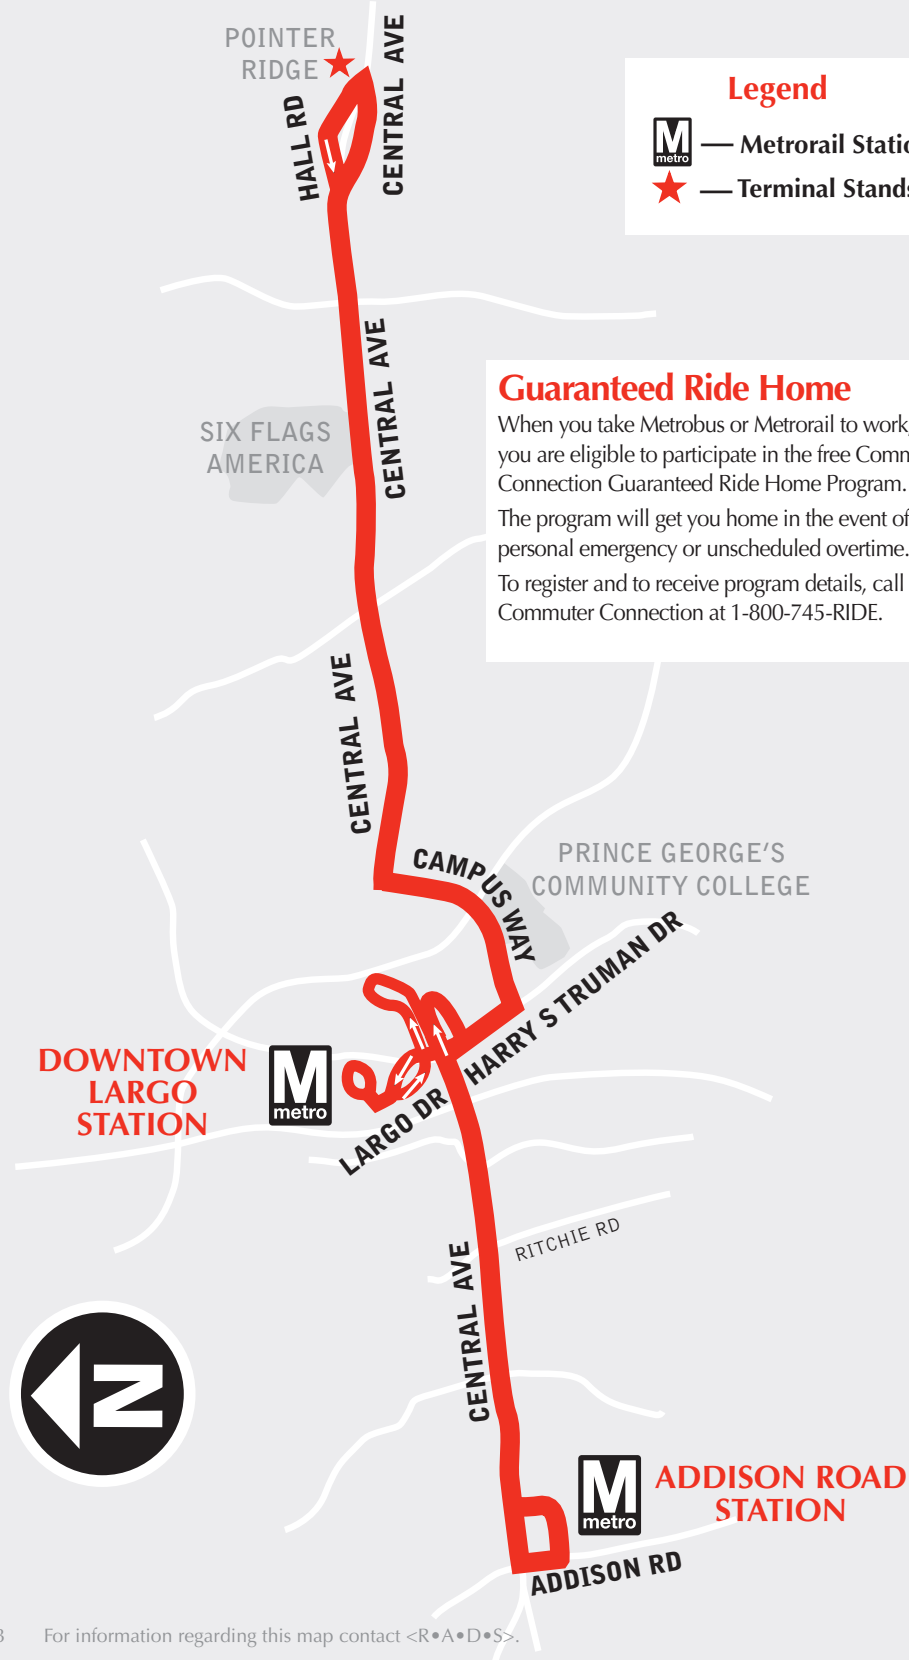 POINTER
RIDGE
HALL RD
CENTRAL AVE
Legend
M
metro
— Metrorail Statio
— Terminal Stands
CENTRAL AVE
SIX FLAGS
AMERICA
Guaranteed Ride Home
When you take Metrobus or Metrorail to work,
you are eligible to participate in the free Comm
Connection Guaranteed Ride Home Program.
The program will get you home in the event of
personal emergency or unscheduled overtime.
To register and to receive program details, call
Commuter Connection at 1-800-745-RIDE.
CENTRAL AVE
CAMPUS WAY
PRINCE GEORGE'S
COMMUNITY COLLEGE
HARRY S TRUMAN DR
DOWNTOWN
LARGO
STATION
M
metro
LARGO DR
RITCHIE RD
CENTRAL AVE
N
M
metro
ADDISON ROAD
STATION
ADDISON RD
3 For information regarding this map contact <R•A•D•S>.